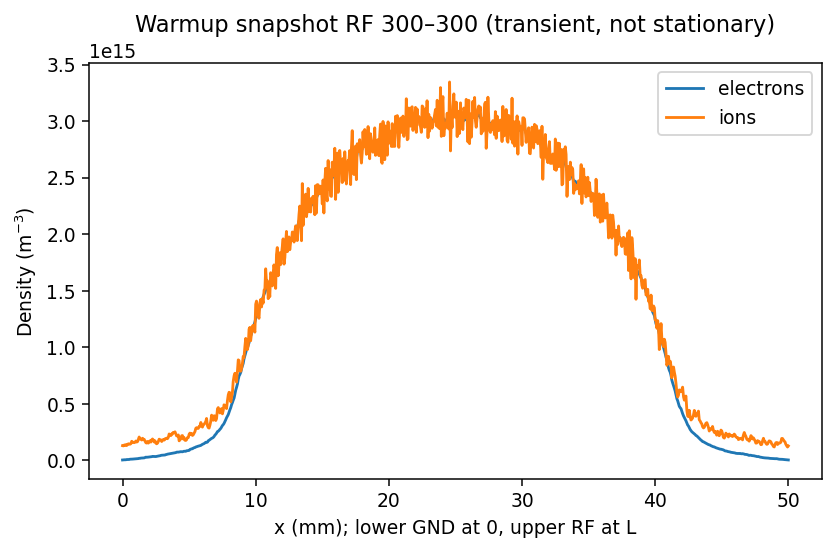 Warmup snapshot RF 300–300 (transient, not stationary)
1e15
3.5
3.0
2.5
2.0
1.5
1.0
0.5
0.0
Density (m⁻³)
electrons
ions
0 10 20 30 40 50
x (mm); lower GND at 0, upper RF at L